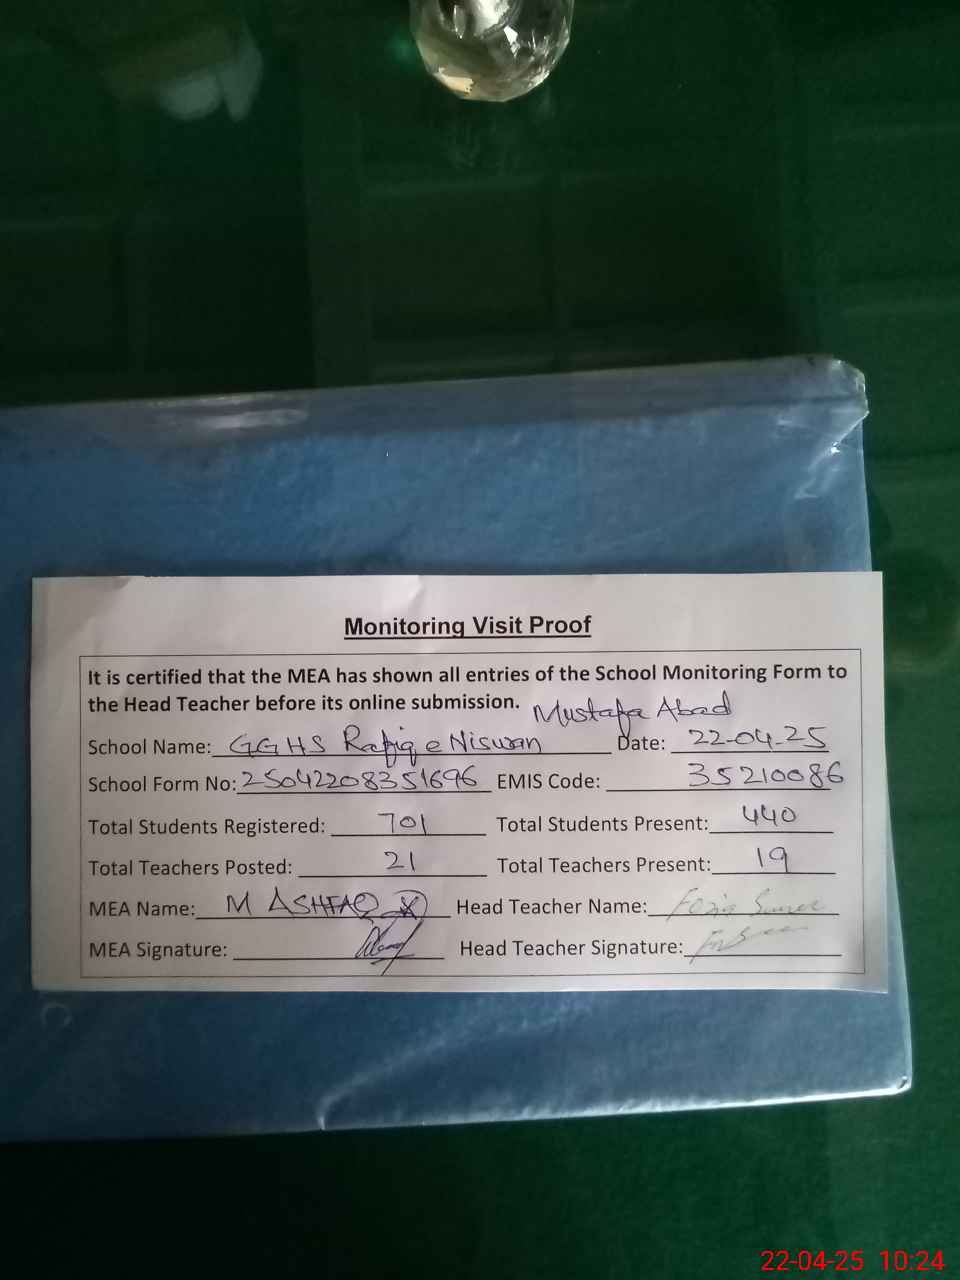 Monitoring Visit Proof
It is certified that the MEA has shown all entries of the School Monitoring Form to
the Head Teacher before its online submission.
Mustafa Abad
School Name: GGHS Rafiq e Niswan Date: 22-04-25
School Form No: 25042208351696 EMIS Code: 35210086
Total Students Registered: 701 Total Students Present: 440
Total Teachers Posted: 21 Total Teachers Present: 19
MEA Name: M ASHFAQ Head Teacher Name: Fozia
MEA Signature: Head Teacher Signature:
22-04-25 10:24